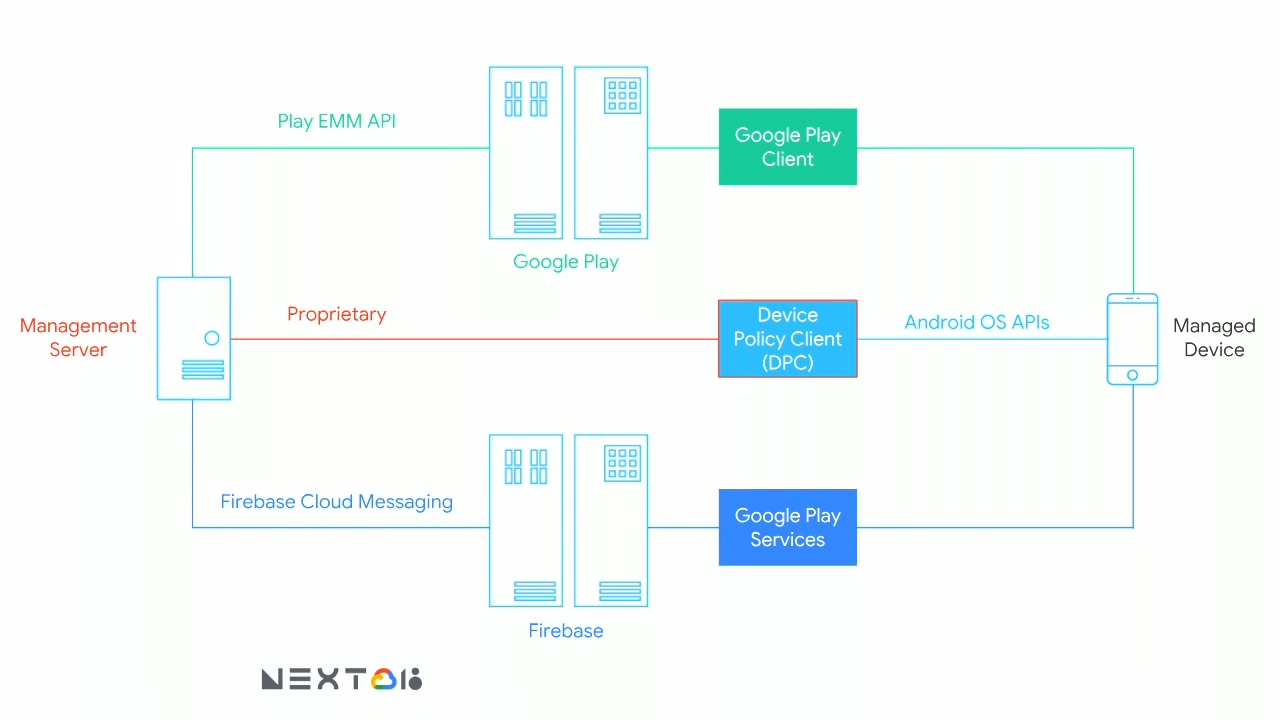 Play EMM API
Google Play
Client
Google Play
Management
Server
Proprietary
Device
Policy Client
(DPC)
Android OS APIs
Managed
Device
Firebase Cloud Messaging
Google Play
Services
Firebase
NEXT18